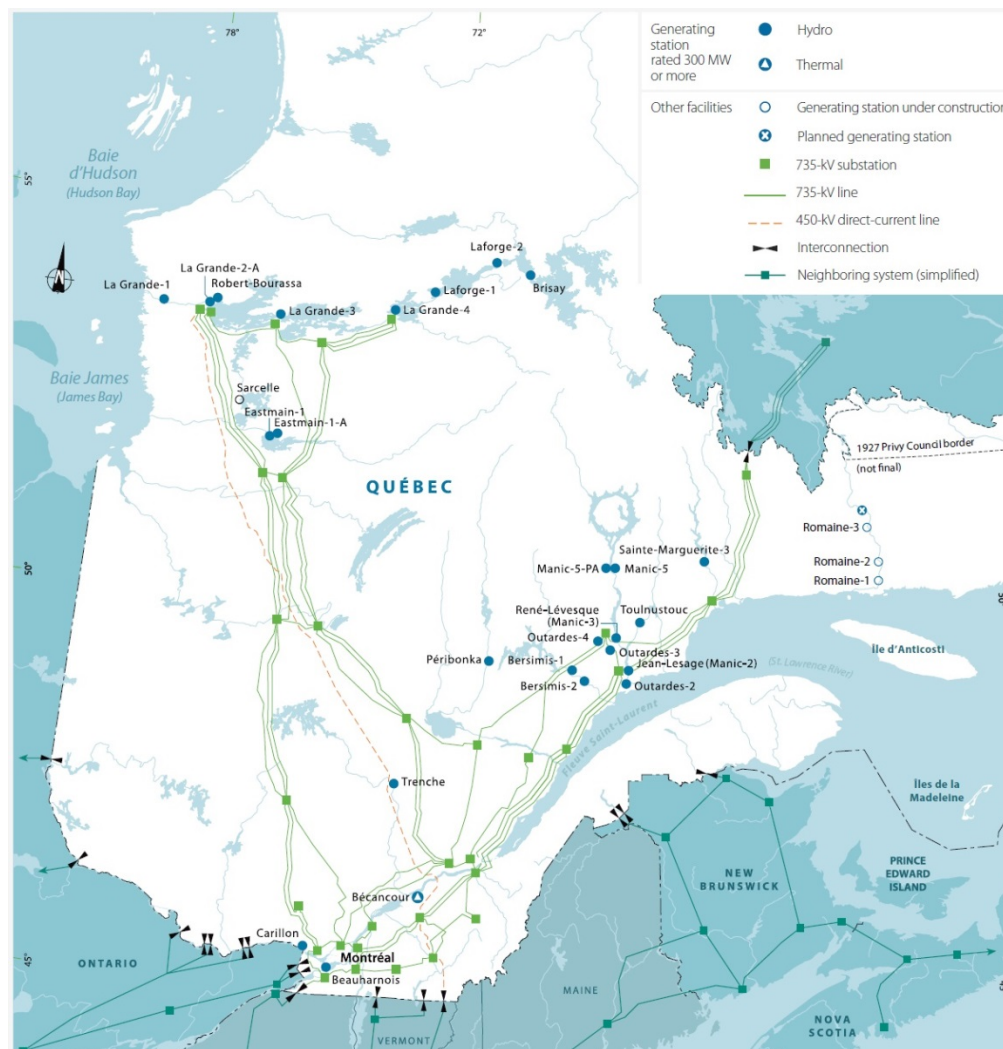 78°
72°
Generating
station
rated 300 MW
or more
Hydro
Thermal
Other facilities
Generating station under construction
Planned generating station
735-kV substation
735-kV line
450-kV direct-current line
Interconnection
Neighboring system (simplified)
Baie
d'Hudson
(Hudson Bay)
55°
N
Laforge-2
La Grande-2-A
Robert-Bourassa
La Grande-1
Laforge-1
Brisay
La Grande-3
La Grande-4
Baie James
(James Bay)
Sarcelle
Eastmain-1
Eastmain-1-A
1927 Privy Council border
(not final)
QUÉBEC
Romaine-3
Sainte-Marguerite-3
50°
Manic-5-PA
Manic-5
Romaine-2
Romaine-1
50
René-Lévesque
(Manic-3)
Toulnustouc
Outardes-4
Outardes-3
Île d'Anticosti
Péribonka
Bersimis-1
Jean-Lesage (Manic-2)
(St. Lawrence River)
Bersimis-2
Outardes-2
Fleuve Saint-Laurent
Trenche
Îles de la
Madeleine
PRINCE
EDWARD
ISLAND
NEW
BRUNSWICK
Bécancour
Carillon
Montréal
45°
ONTARIO
Beauharnois
MAINE
VERMONT
NOVA
SCOTIA